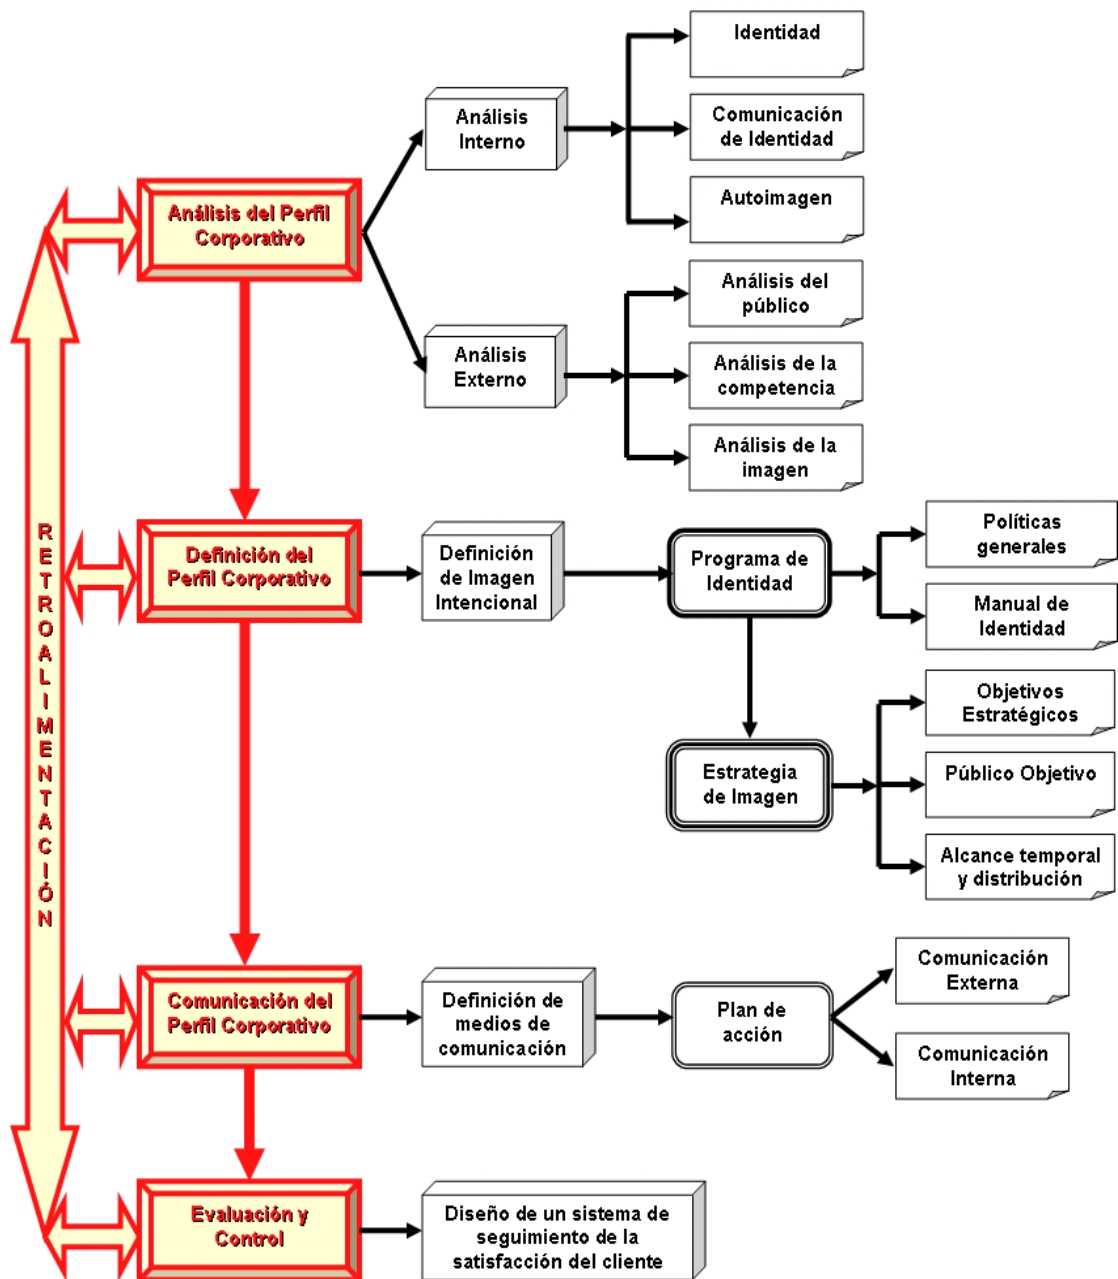 Identidad
Análisis
Interno
Comunicación
de Identidad
Autoimagen
Análisis del Perfil
Corporativo
Análisis del
público
Análisis
Externo
Análisis de la
competencia
Análisis de la
imagen
RETROALIMENTACIÓN
Definición del
Perfil Corporativo
Definición
de Imagen
Intencional
Programa de
Identidad
Políticas
generales
Manual de
Identidad
Objetivos
Estratégicos
Estrategia
de Imagen
Público Objetivo
Alcance temporal
y distribución
Comunicación del
Perfil Corporativo
Definición de
medios de
comunicación
Plan de
acción
Comunicación
Externa
Comunicación
Interna
Evaluación y
Control
Diseño de un sistema de
seguimiento de la
satisfacción del cliente